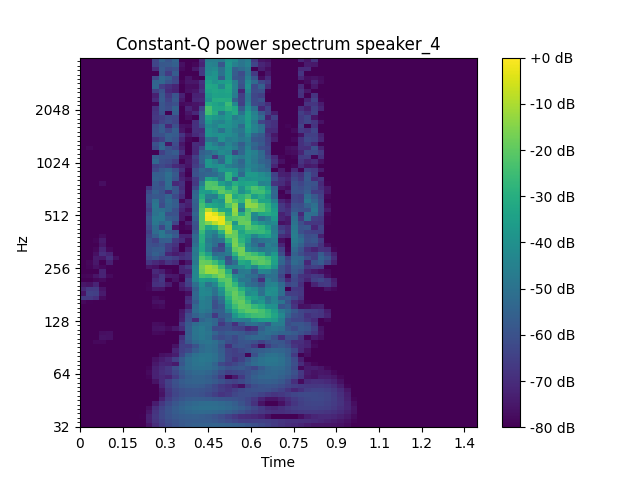 Constant-Q power spectrum speaker_4
Hz
2048
1024
512
256
128
64
32
0 0.15 0.3 0.45 0.6 0.75 0.9 1.1 1.2 1.4
Time
+0 dB
-10 dB
-20 dB
-30 dB
-40 dB
-50 dB
-60 dB
-70 dB
-80 dB